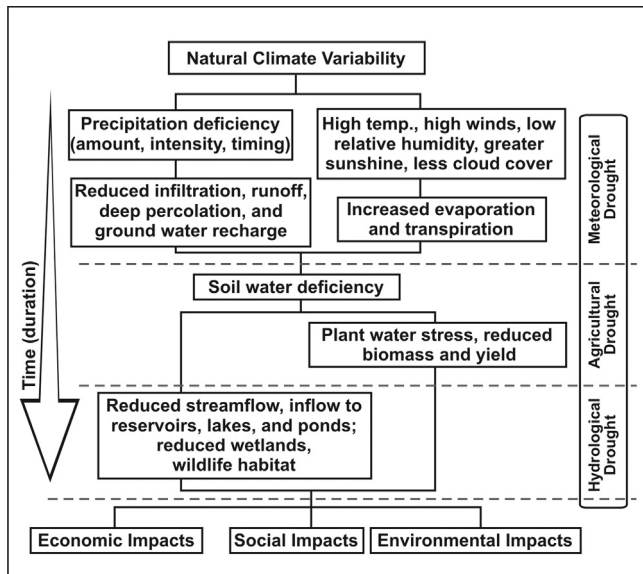 Natural Climate Variability
Precipitation deficiency
(amount, intensity, timing)
High temp., high winds, low
relative humidity, greater
sunshine, less cloud cover
Reduced infiltration, runoff,
deep percolation, and
ground water recharge
Increased evaporation
and transpiration
Meteorological
Drought
Soil water deficiency
Plant water stress, reduced
biomass and yield
Agricultural
Drought
Time (duration)
Reduced streamflow, inflow to
reservoirs, lakes, and ponds;
reduced wetlands,
wildlife habitat
Hydrological
Drought
Economic Impacts
Social Impacts
Environmental Impacts